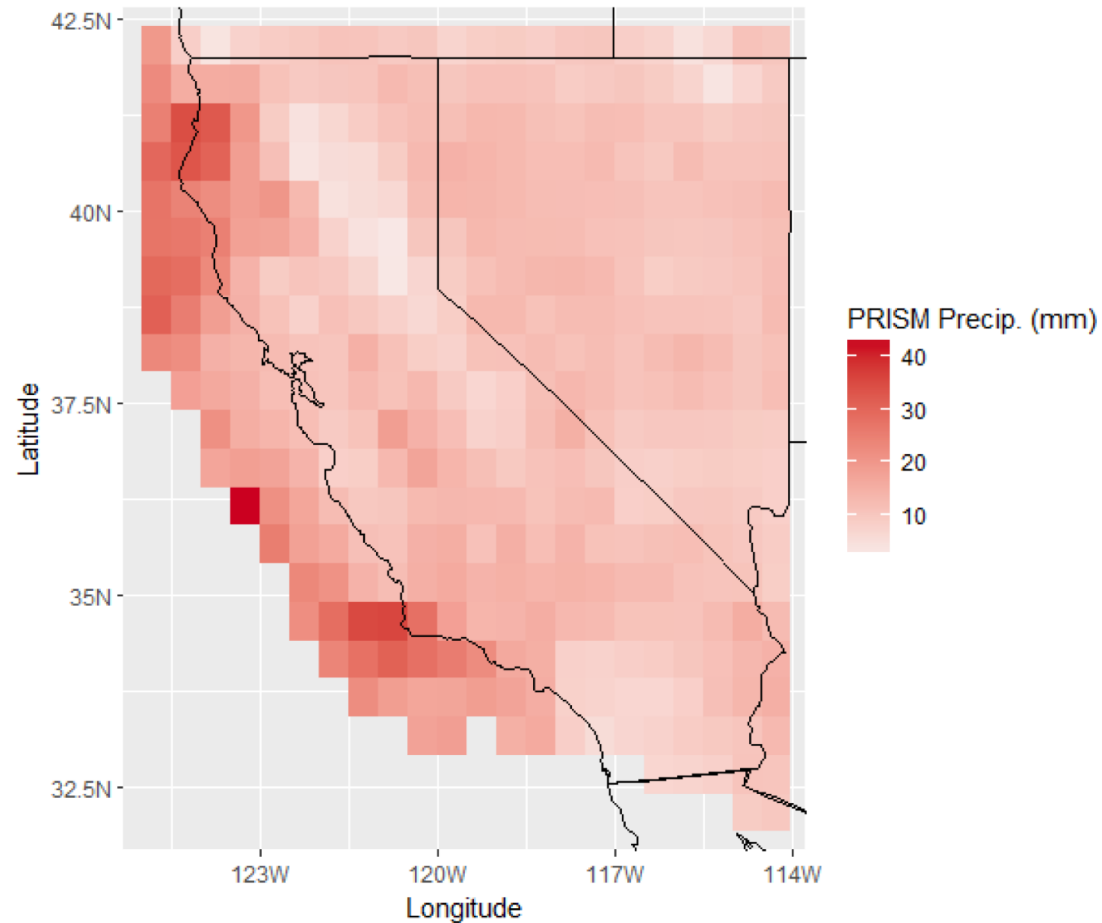 42.5N
40N
37.5N
35N
32.5N
Latitude
123W
120W
117W
114W
Longitude
PRISM Precip. (mm)
40
30
20
10